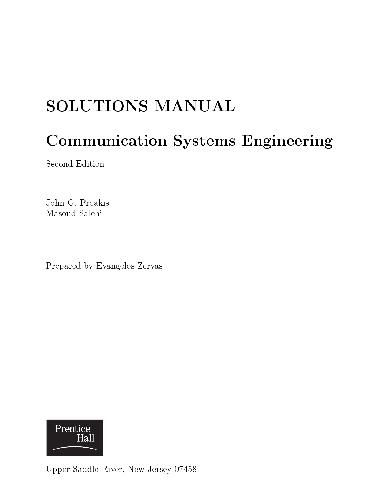 SOLUTIONS MANUAL
Communication Systems Engineering
Second Edition
John G. Proakis
Masoud Salehi
Prepared by Evangelos Zervas
Prentice
Hall
Upper Saddle River, New Jersey 07458